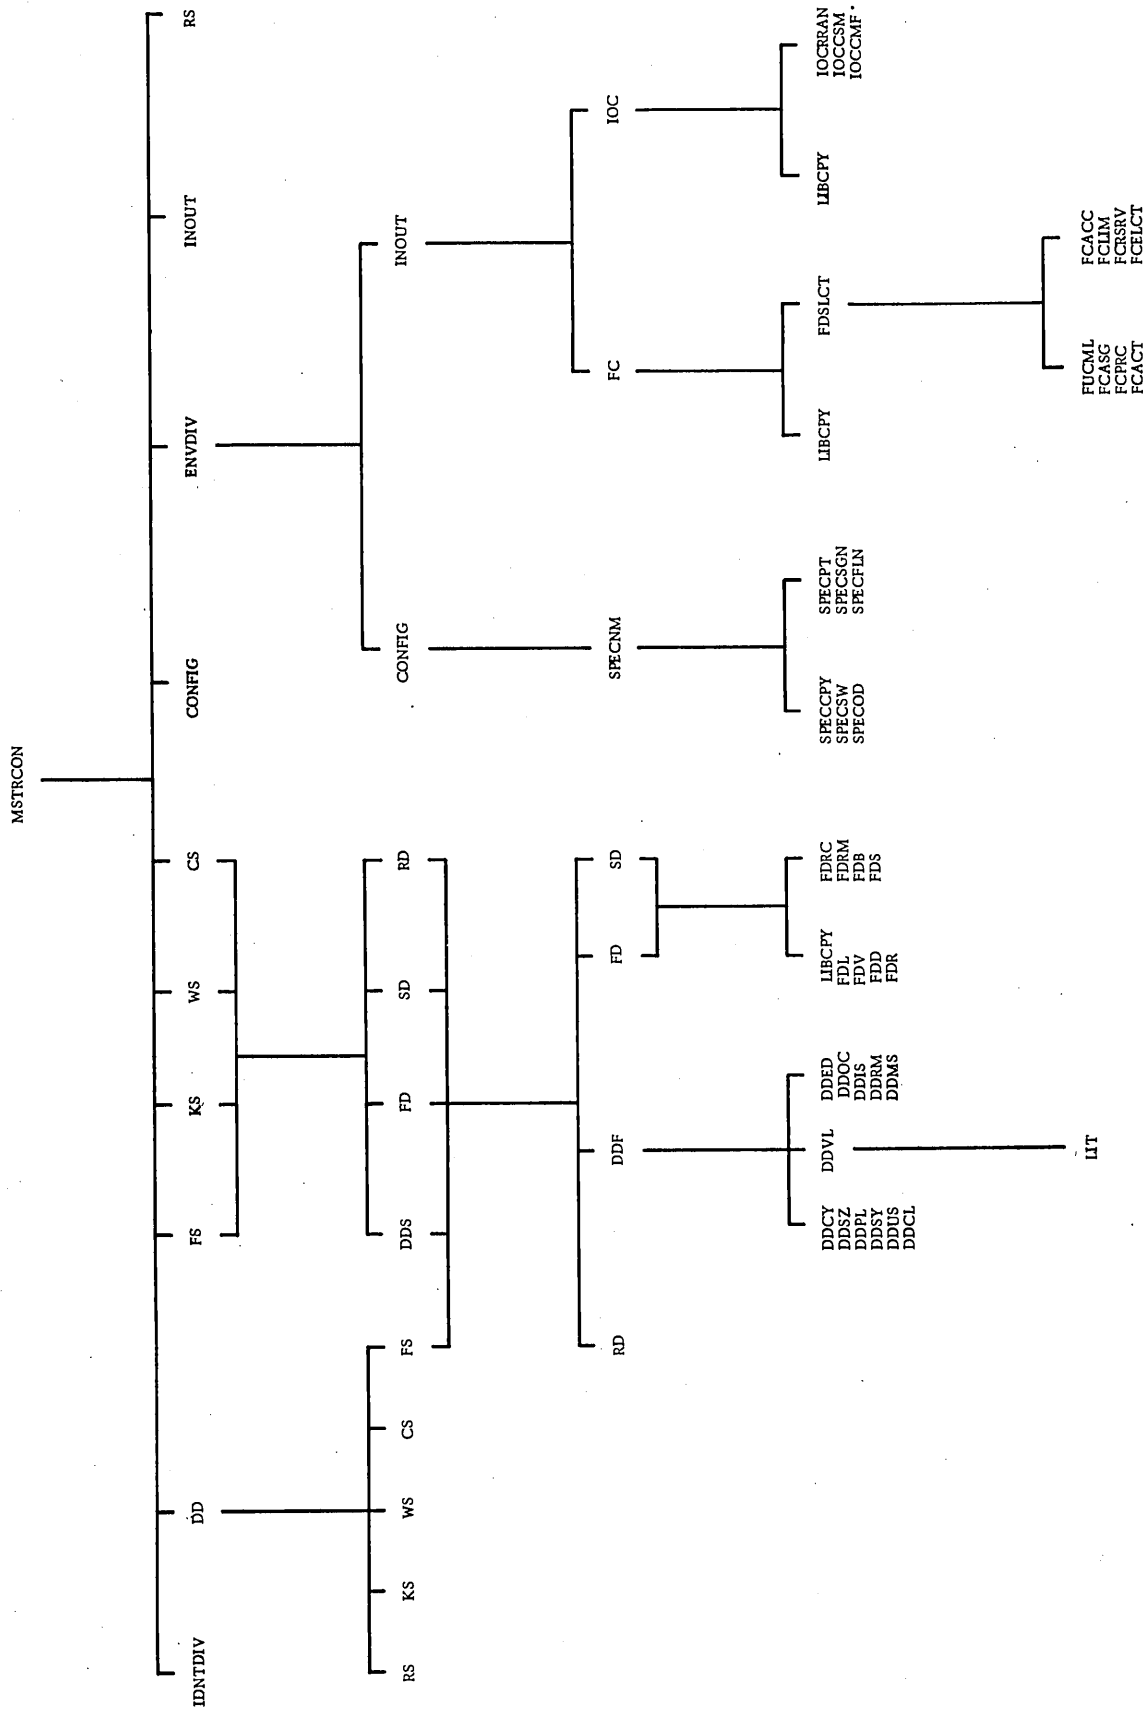 MSTRCON
IDNTDIV
DD
FS
KS
WS
CS
CONFIG
ENVDIV
INOUT
RS
RS
KS
WS
CS
FS
DDS
FD
SD
RD
CONFIG
INOUT
RD
DDF
FD
SD
SPECNM
FC
IOC
DDCY
DDSZ
DDPL
DDSY
DDUS
DDCL
DDVL
DDED
DDOC
DDIS
DDRM
DDMS
LIBCPY
FDL
FDV
FDD
FDR
FDRC
FDRM
FDB
FDS
SPECCPY
SPECSW
SPECOD
SPECPT
SPECSGN
SPECFLN
LIBCPY
FDSLCT
LIBCPY
IOCRRAN
IOCCSM
IOCCMF
LIT
FUCML
FCASG
FCPRC
FCACT
FCACC
FCLIM
FCRSRV
FCELCT